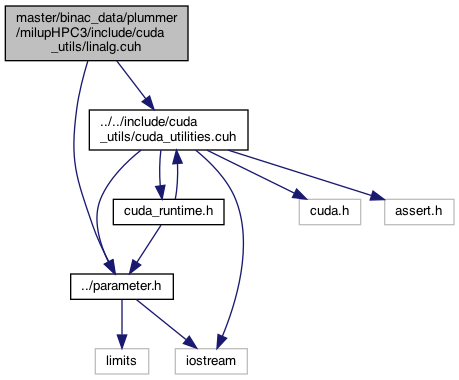 master/binac_data/plummer
/milupHPC3/include/cuda
_utils/linalg.cuh
../../include/cuda
_utils/cuda_utilities.cuh
cuda_runtime.h
cuda.h
assert.h
../parameter.h
limits
iostream